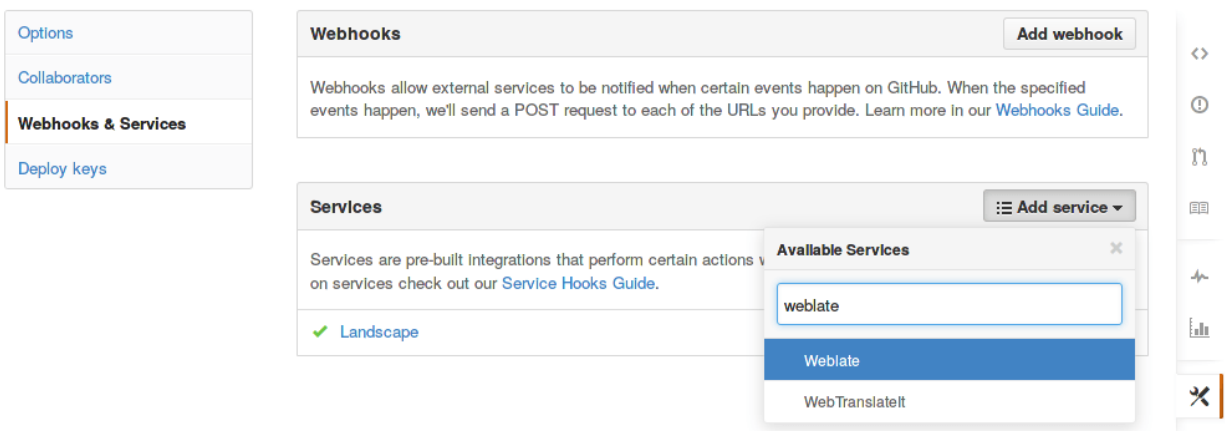 Options
Collaborators
Webhooks & Services
Deploy keys
Webhooks
Add webhook
Webhooks allow external services to be notified when certain events happen on GitHub. When the specified
events happen, we'll send a POST request to each of the URLs you provide. Learn more in our Webhooks Guide.
Services
Add service
Services are pre-built integrations that perform certain actions
on services check out our Service Hooks Guide.
Landscape
Available Services
weblate
Weblate
WebTranslateIt